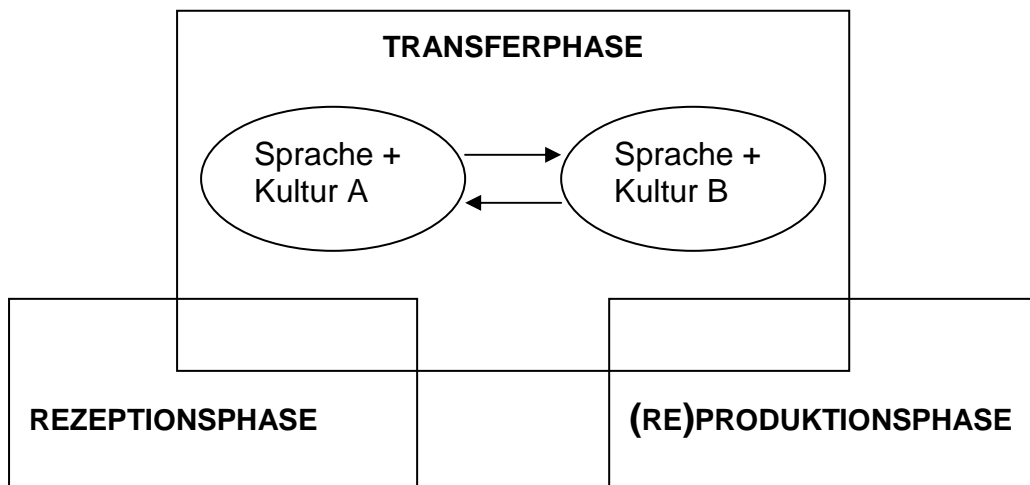 TRANSFERPHASE
Sprache +
Kultur A
Sprache +
Kultur B
REZEPTIONSPHASE
(RE)PRODUKTIONSPHASE